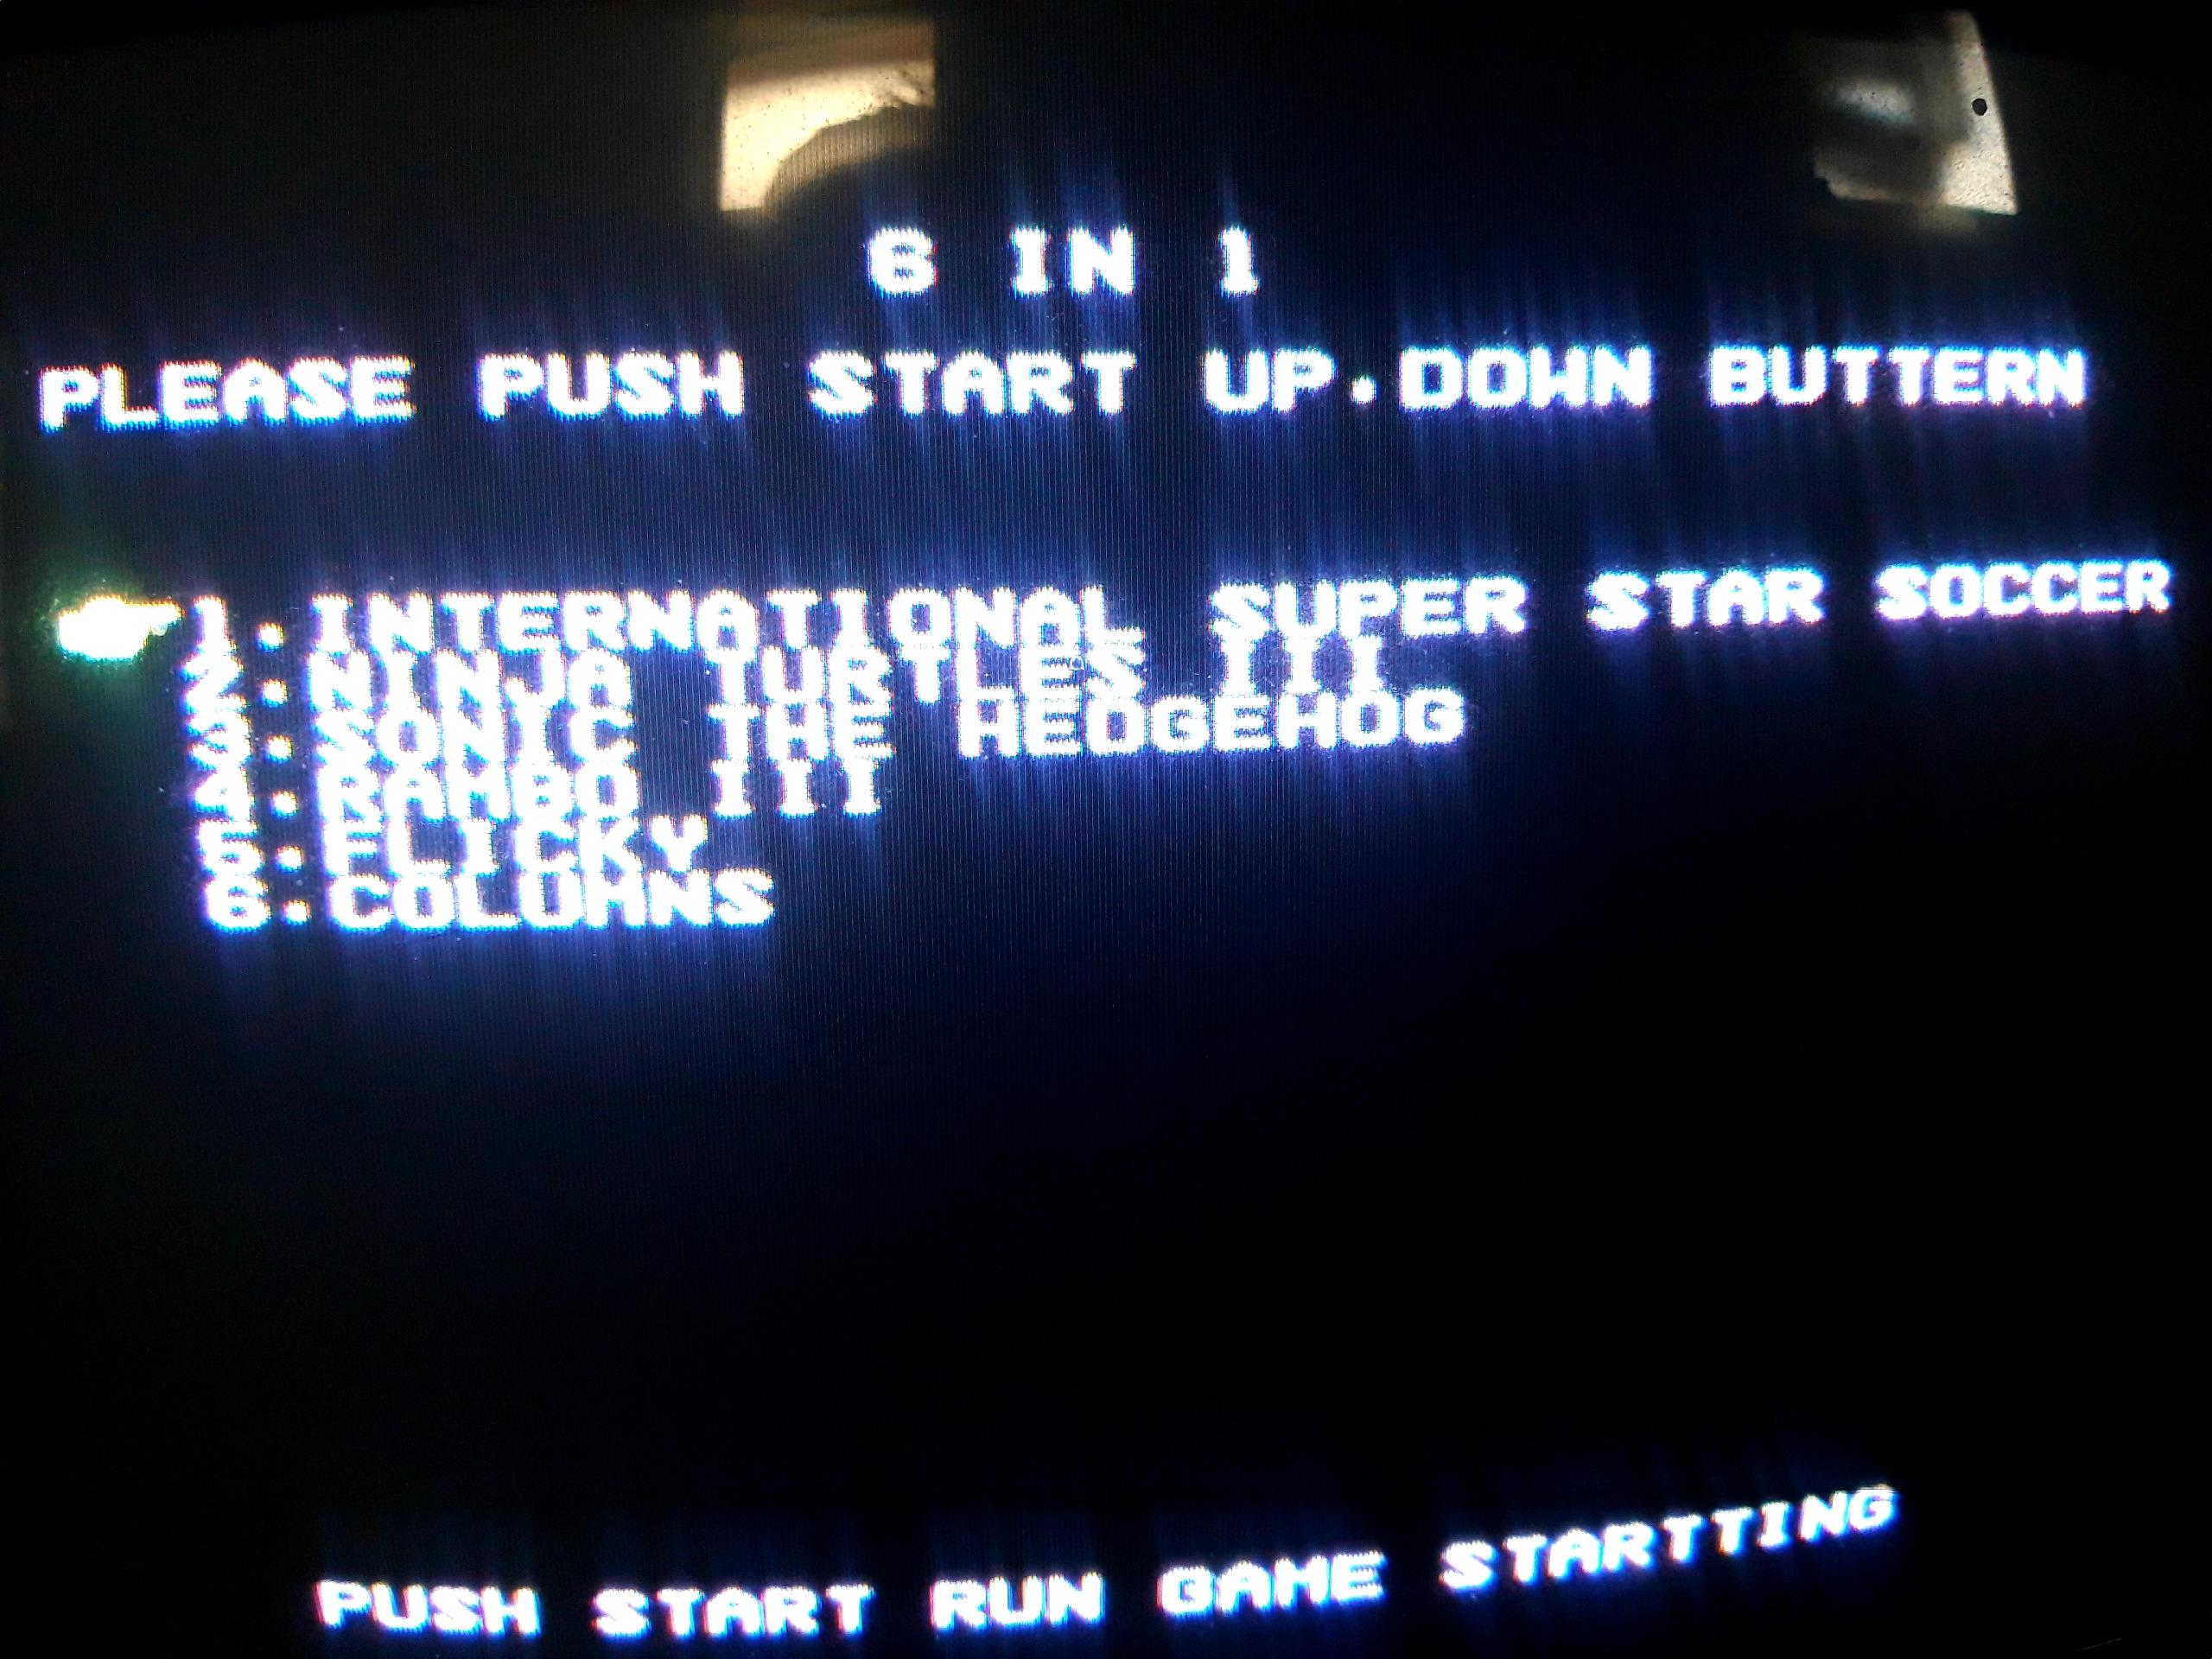 6 IN 1
PLEASE PUSH START UP.DOWN BUTTERN
1.INTERNATIONAL SUPER STAR SOCCER
2.NINJA TURTLES III
3.SONIC THE HEDGEHOG
4.RAMBO III
5.FLICKY
6.COLUMNS
PUSH START RUN GAME STARTTING